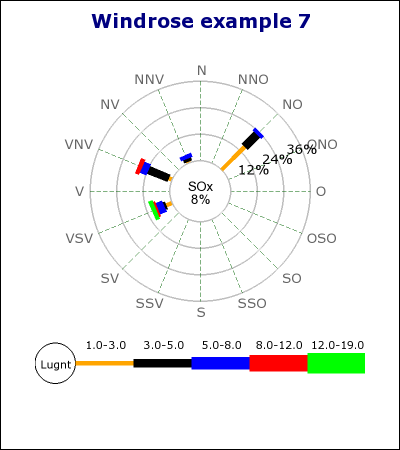 Windrose example 7
N
NNV
NNO
NV
NO
VNV
ONO
36%
24%
12%
SOx
8%
V
O
VSV
OSO
SV
SO
SSV
SSO
S
1.0-3.0 3.0-5.0 5.0-8.0 8.0-12.0 12.0-19.0
Lugnt